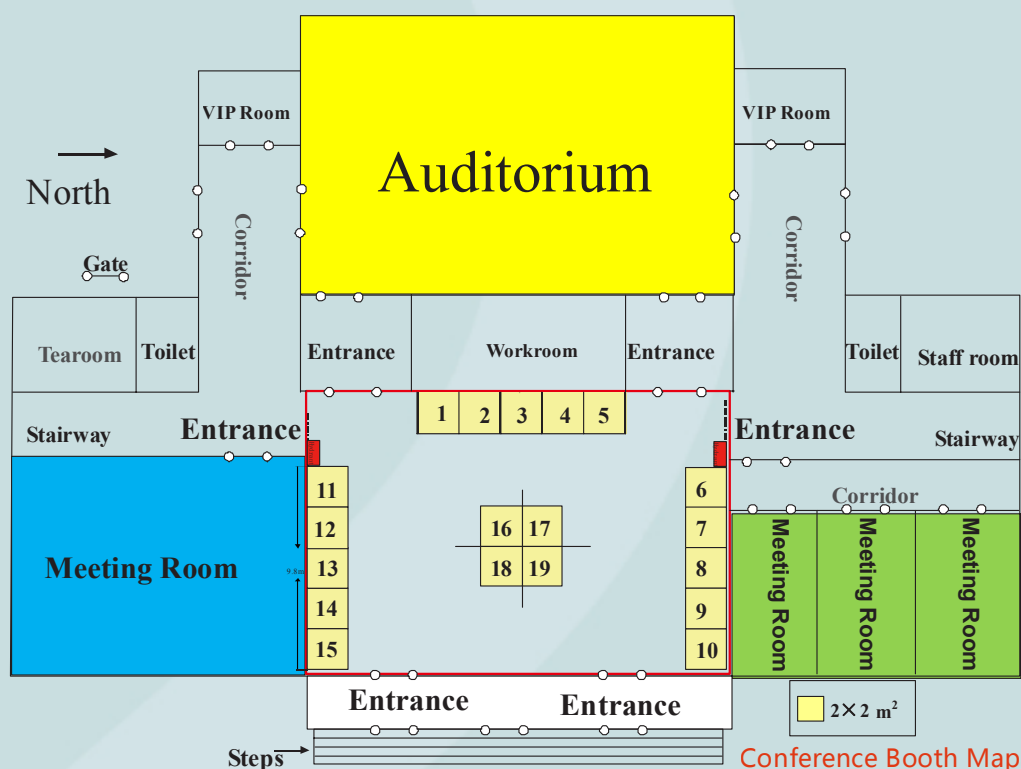 VIP Room
VIP Room
Auditorium
North
Corridor
Corridor
Gate
Tearoom
Toilet
Entrance
Workroom
Entrance
Toilet
Staff room
1 2 3 4 5
Stairway
Entrance
Entrance
Stairway
Corridor
11
12
13
14
15
6
7
8
9
10
16 17
18 19
Meeting Room
9.8m
Meeting Room
Meeting Room
Meeting Room
Entrance
Entrance
2×2 m²
Steps
Conference Booth Map